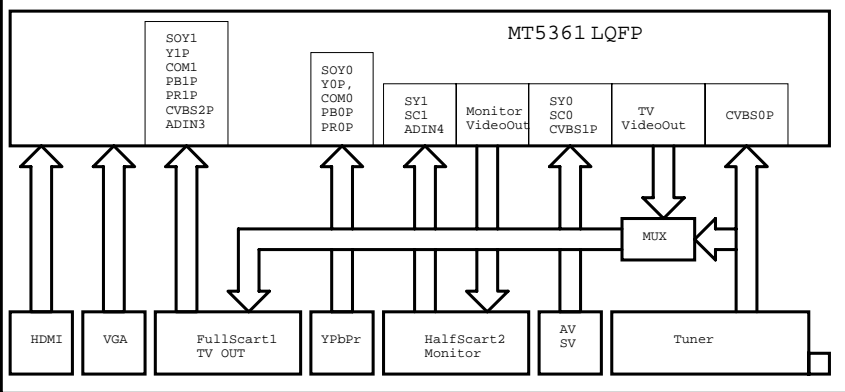 MT5361 LQFP
SOY1
Y1P
COM1
PB1P
PR1P
CVBS2P
ADIN3
SOY0
Y0P,
COM0
PB0P
PR0P
SY1
SC1
ADIN4
Monitor
VideoOut
SY0
SC0
CVBS1P
TV
VideoOut
CVBS0P
MUX
HDMI
VGA
FullScart1
TV OUT
YPbPr
HalfScart2
Monitor
AV
SV
Tuner